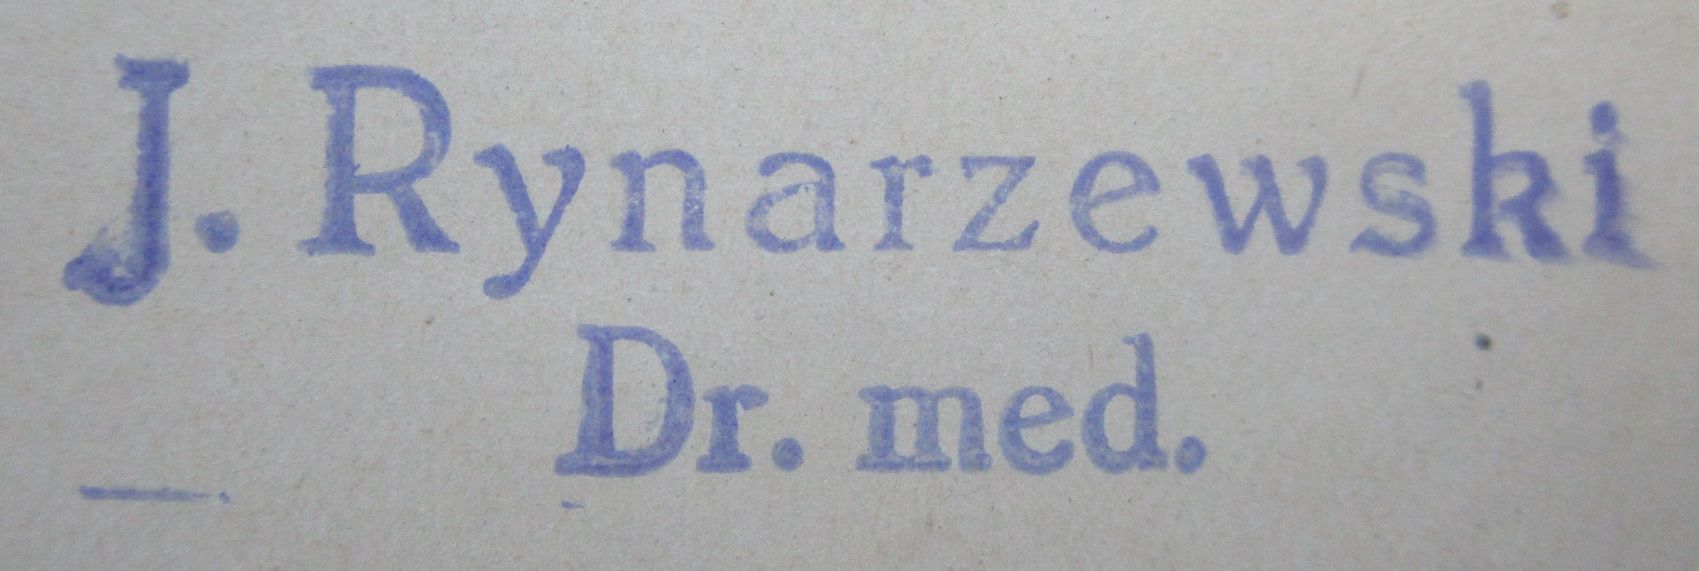 J. Rynarzewski
Dr. med.